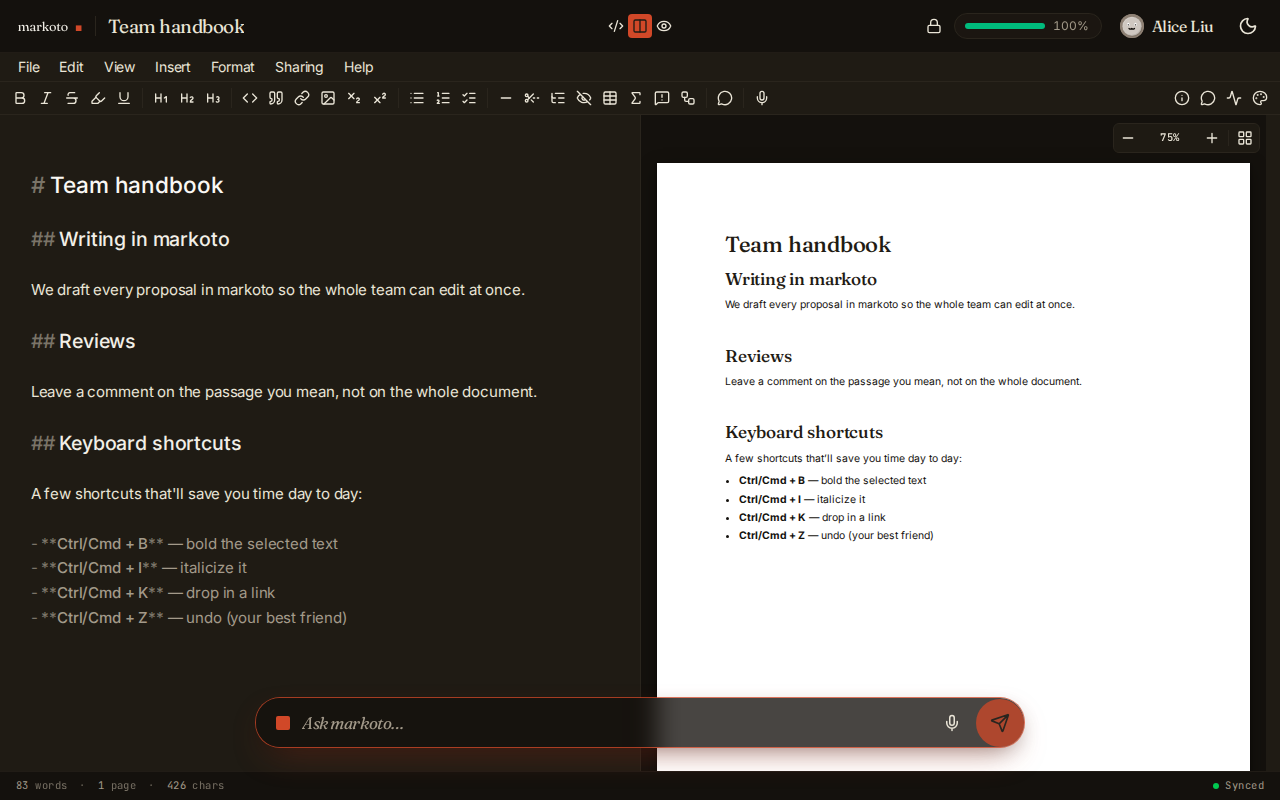 markoto
Team handbook
100%
Alice Liu
File Edit View Insert Format Sharing Help
H1 H2 H3
75%
# Team handbook
## Writing in markoto
We draft every proposal in markoto so the whole team can edit at once.
## Reviews
Leave a comment on the passage you mean, not on the whole document.
## Keyboard shortcuts
A few shortcuts that'll save you time day to day:
- **Ctrl/Cmd + B** — bold the selected text
- **Ctrl/Cmd + I** — italicize it
- **Ctrl/Cmd + K** — drop in a link
- **Ctrl/Cmd + Z** — undo (your best friend)
Team handbook
Writing in markoto
We draft every proposal in markoto so the whole team can edit at once.
Reviews
Leave a comment on the passage you mean, not on the whole document.
Keyboard shortcuts
A few shortcuts that'll save you time day to day:
• Ctrl/Cmd + B — bold the selected text
• Ctrl/Cmd + I — italicize it
• Ctrl/Cmd + K — drop in a link
• Ctrl/Cmd + Z — undo (your best friend)
Ask markoto...
83 words · 1 page · 426 chars
Synced